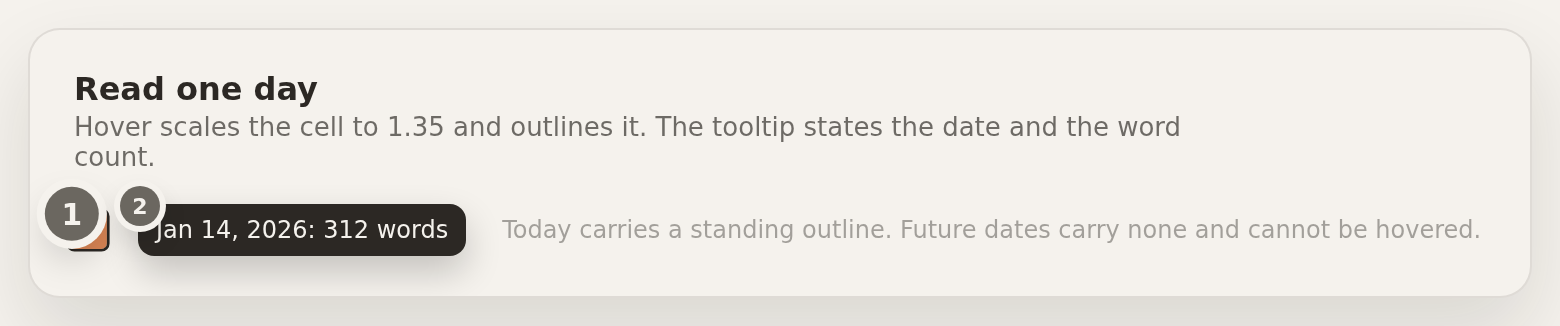 Read one day
Hover scales the cell to 1.35 and outlines it. The tooltip states the date and the word
count.
1
2
Jan 14, 2026: 312 words
Today carries a standing outline. Future dates carry none and cannot be hovered.